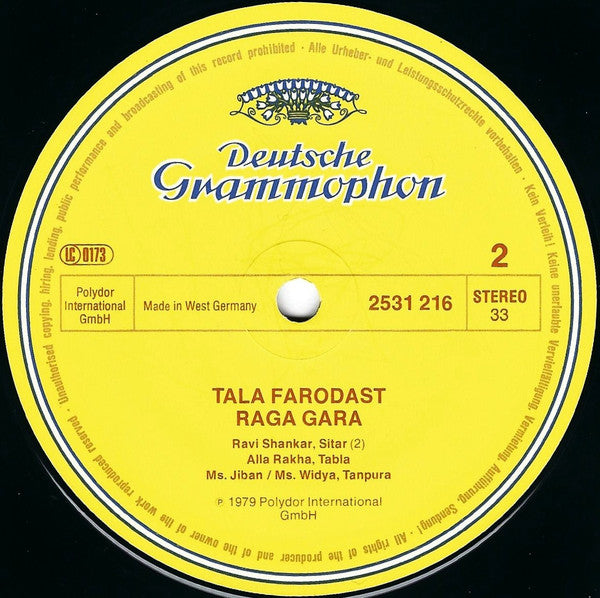 Deutsche
Grammophon
LC 0173
2
Polydor
International
GmbH
Made in West Germany
2531 216
STEREO
33
TALA FARODAST
RAGA GARA
Ravi Shankar, Sitar (2)
Alla Rakha, Tabla
Ms. Jiban / Ms. Widya, Tanpura
℗ 1979 Polydor International
GmbH
Alle Urheber- und Leistungsschutzrechte vorbehalten · Kein Verleih! Keine unerlaubte Vervielfältigung, Vermietung, Aufführung, Sendung! · All rights of the producer and of the owner of the work reproduced reserved · Unauthorised copying, hiring, lending, public performance and broadcasting of this record prohibited ·